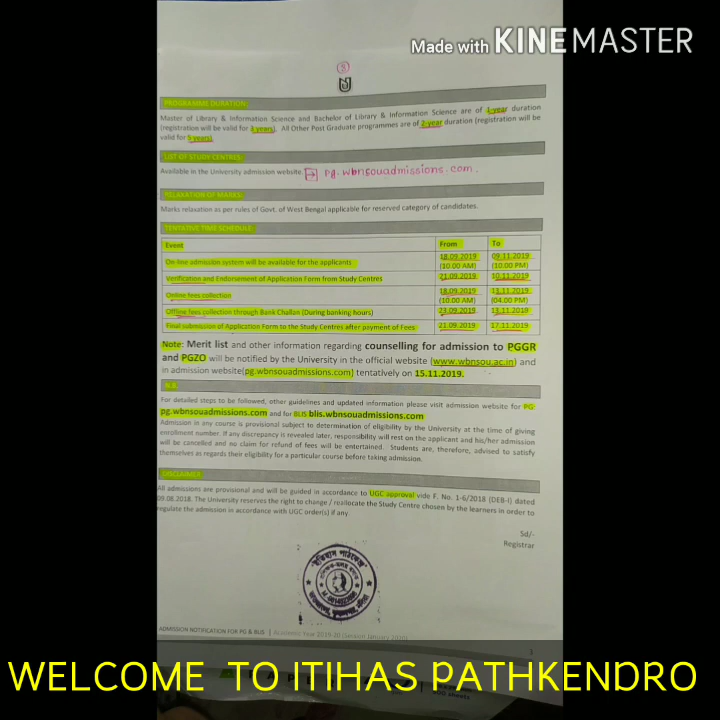 Made with KINEMASTER
(3)
PROGRAMME DURATION:
Master of Library & Information Science and Bachelor of Library & Information Science are of 1 year duration
(registration will be valid for 3 years). All Other Post Graduate programmes are of 2 year duration (registration will be
valid for 5 years).
LIST OF STUDY CENTRES:
Available in the University admission website. → pg.wbnsouadmissions.com.
RELAXATION OF MARKS:
Marks relaxation as per rules of Govt. of West Bengal applicable for reserved category of candidates.
TENTATIVE TIME SCHEDULE:
Event From To
On line admission system will be available for the applicants 18.09.2019 09.11.2019
(10.00 AM) (10.00 PM)
Verification and Endorsement of Application Form from Study Centres 21.09.2019 10.11.2019
Online fees collection 18.09.2019 11.11.2019
(10.00 AM) (04.00 PM)
Offline fees collection through Bank Challan (During banking hours) 23.09.2019 13.11.2019
Final submission of Application Form to the Study Centres after payment of Fees 21.09.2019 17.11.2019
Note: Merit list and other information regarding counselling for admission to PGGR
and PGZO will be notified by the University in the official website (www.wbnsou.ac.in) and
in admission website(pg.wbnsouadmissions.com) tentatively on 15.11.2019.
N.B.
For detailed steps to be followed, other guidelines and updated information please visit admission website for PG
pg.wbnsouadmissions.com and for BLIS blis.wbnsouadmissions.com
Admission in any course is provisional subject to determination of eligibility by the University at the time of giving
enrollment number. If any discrepancy is revealed later, responsibility will rest on the applicant and his/her admission
will be cancelled and no claim for refund of fees will be entertained. Students are, therefore, advised to satisfy
themselves as regards their eligibility for a particular course before taking admission.
DISCLAIMER
All admissions are provisional and will be guided in accordance to UGC approval vide F. No. 1-6/2018 (DEB-I) dated
09.08.2018. The University reserves the right to change / reallocate the Study Centre chosen by the learners in order to
regulate the admission in accordance with UGC order(s) if any.
Sd/-
Registrar
ইতিহাস পাঠকেন্দ্র
ADMISSION NOTIFICATION FOR PG & BLIS | Academic Year 2019-20 (Session January 2020)
3
WELCOME TO ITIHAS PATHKENDRO